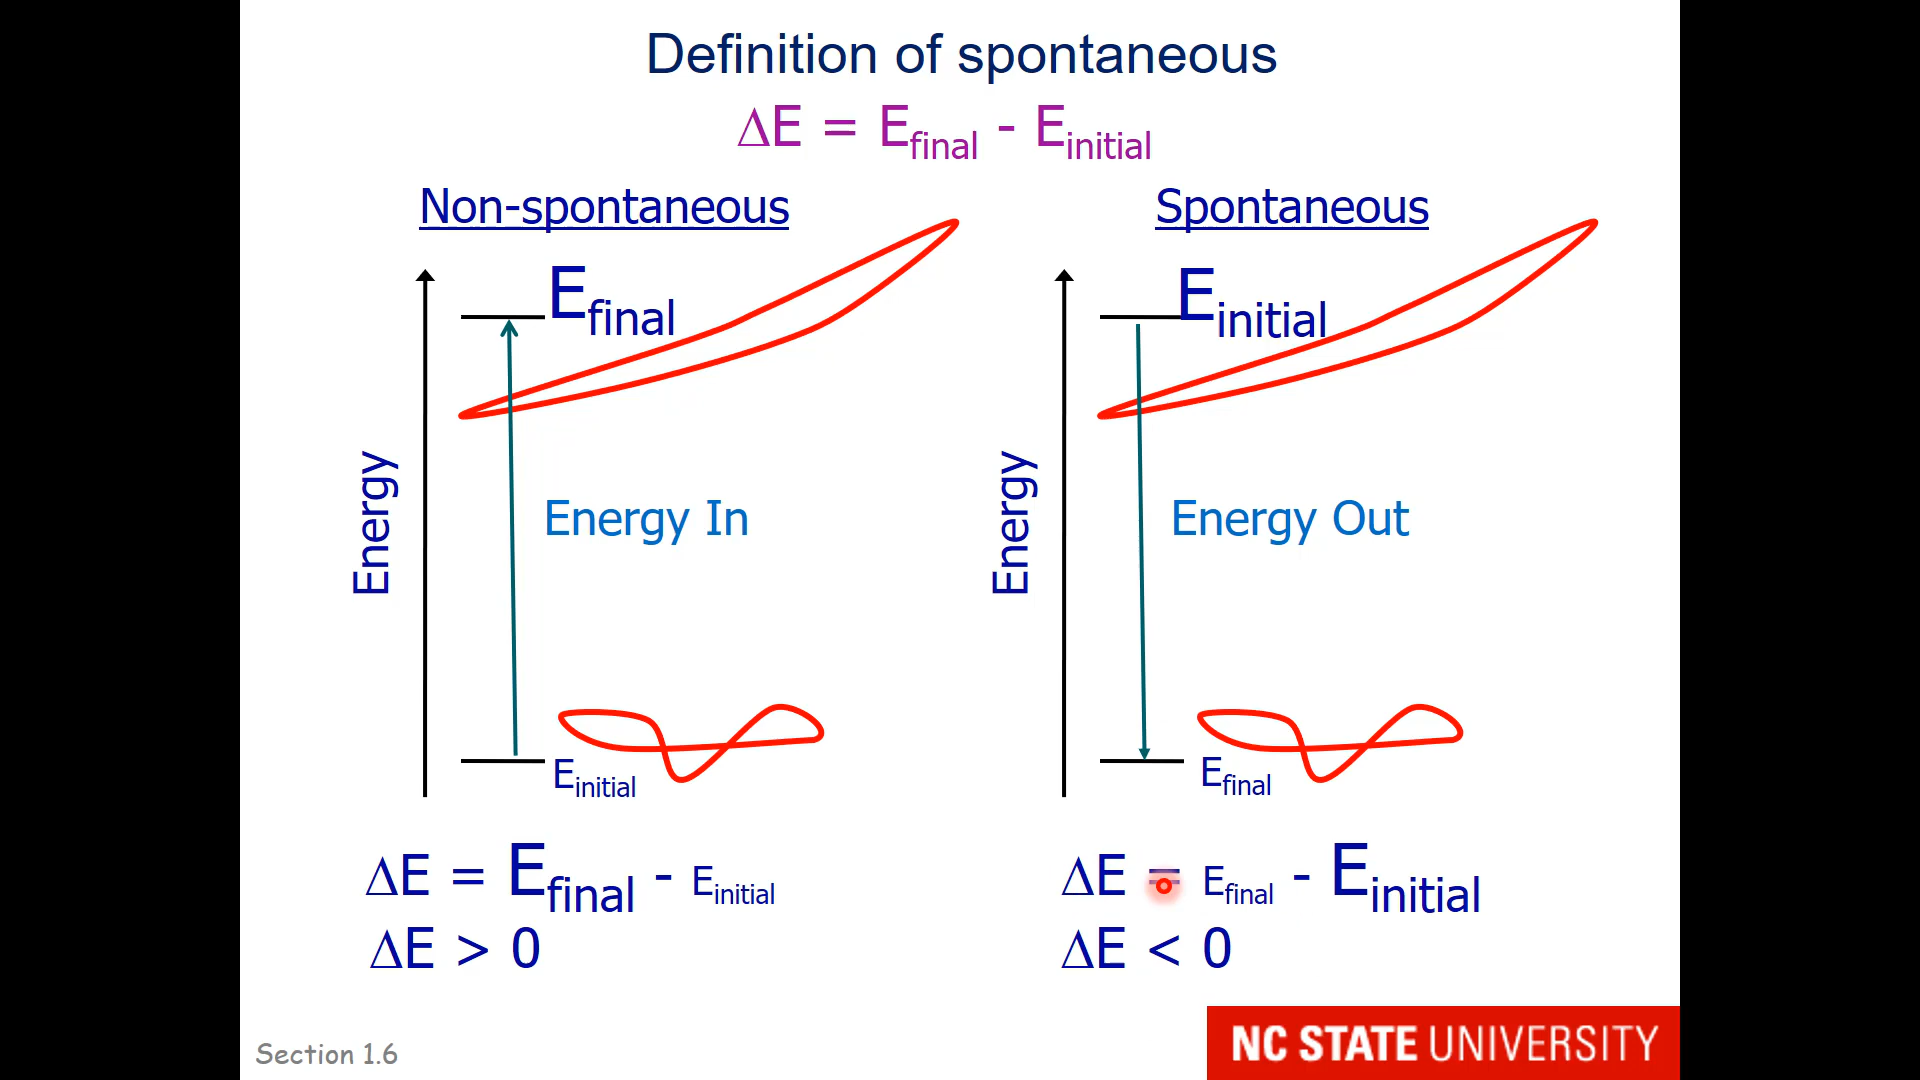 Definition of spontaneous
ΔE = Efinal - Einitial
Non-spontaneous
Efinal
Energy
Energy In
Einitial
ΔE = Efinal - Einitial
ΔE > 0
Spontaneous
Einitial
Energy
Energy Out
Efinal
ΔE = Efinal - Einitial
ΔE < 0
Section 1.6
NC STATE UNIVERSITY